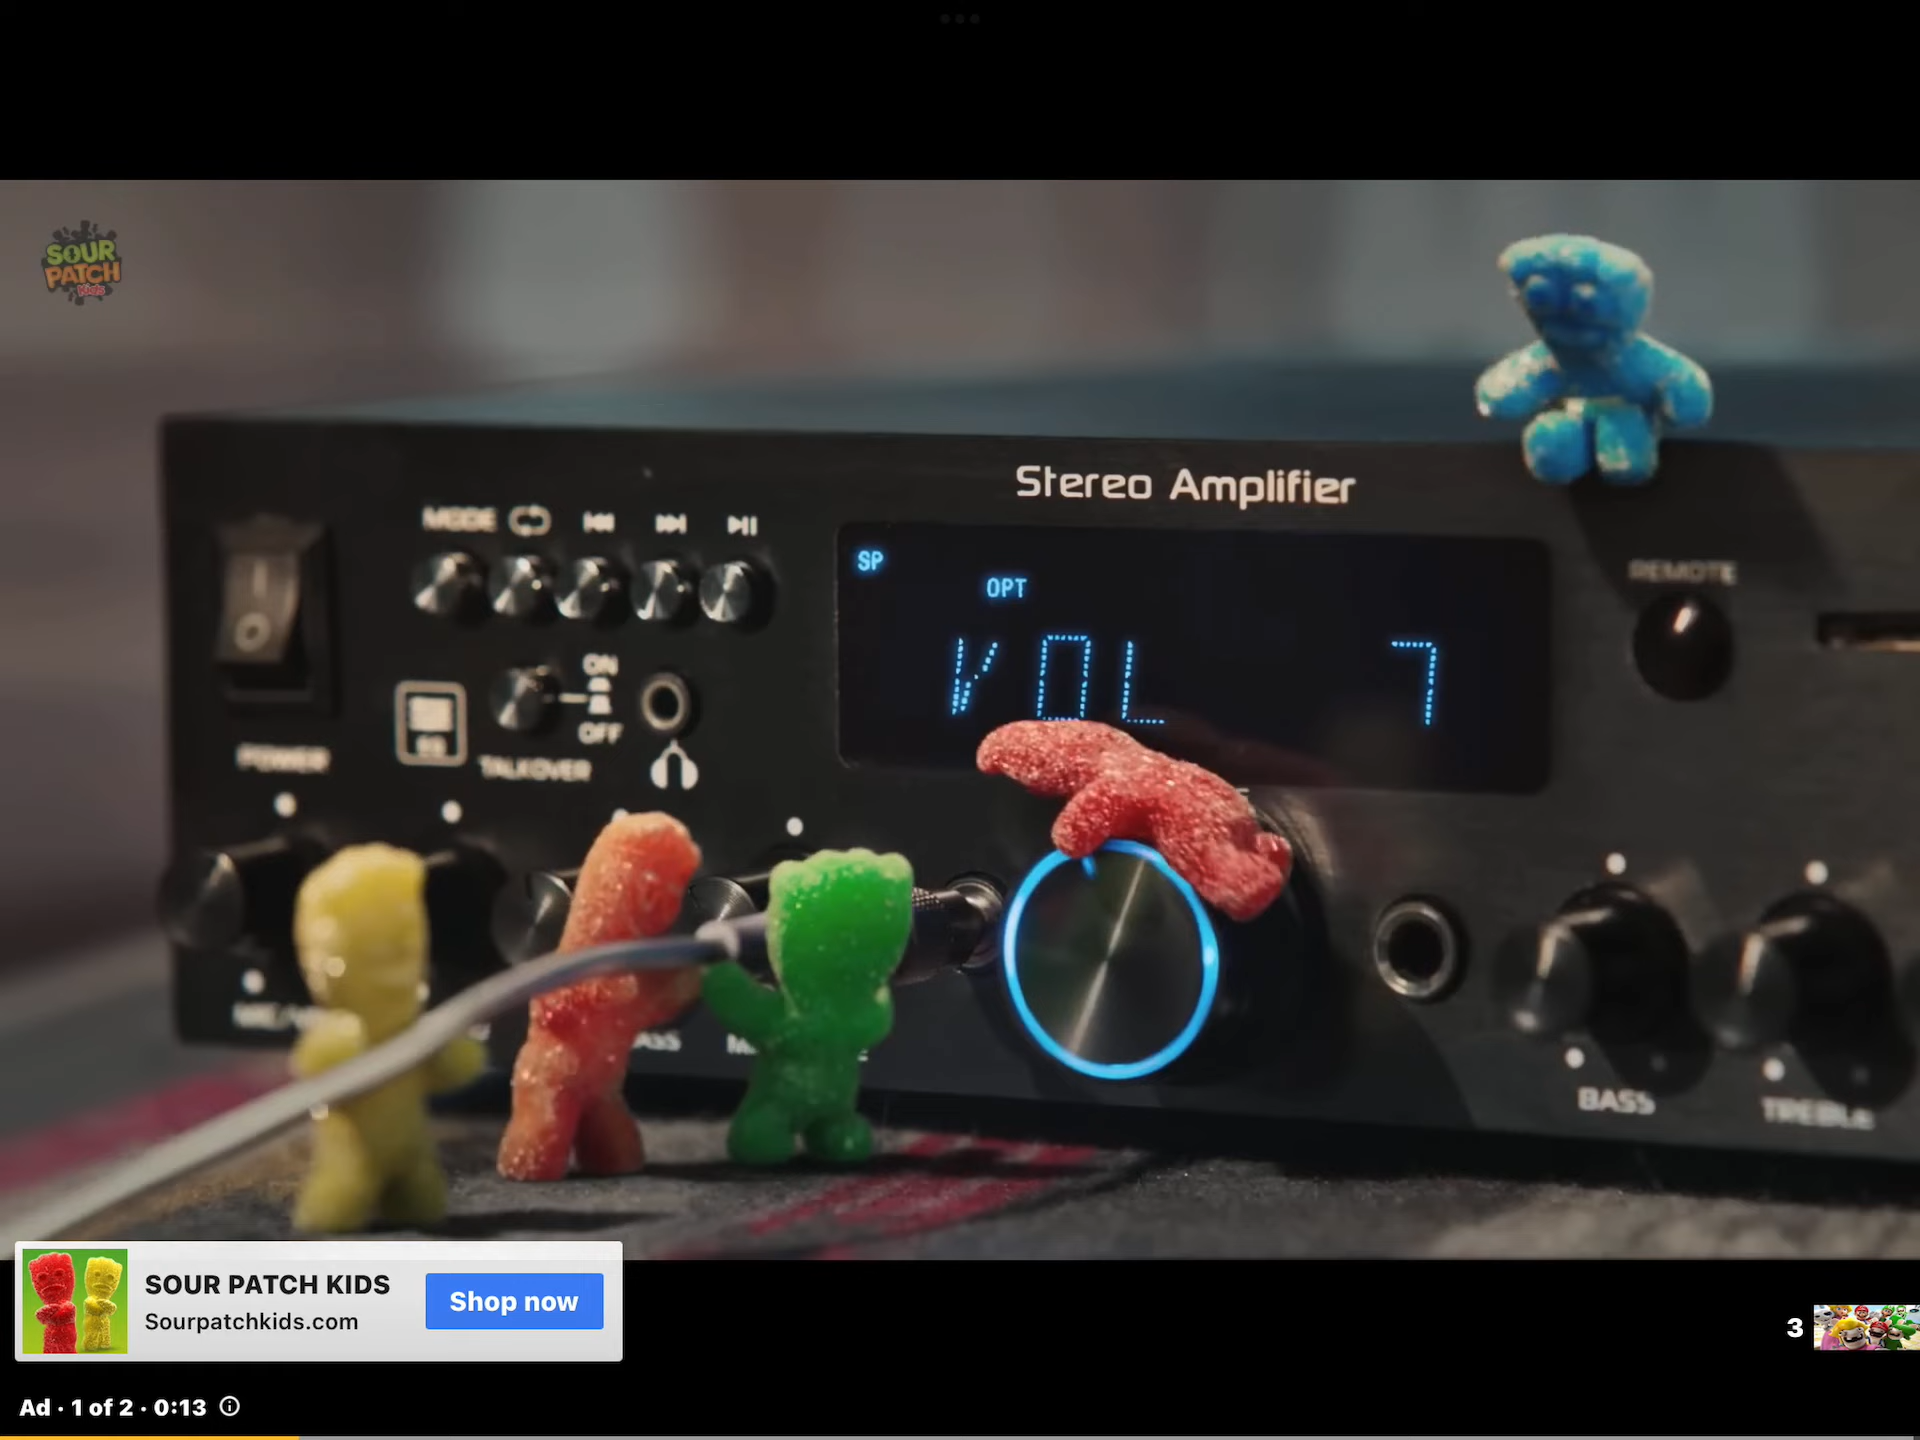 SOUR
PATCH
Kids
Stereo Amplifier
MODE
SP
OPT
REMOTE
VOL 7
ON
OFF
POWER
TALKOVER
BASS
TREBLE
SOUR PATCH KIDS
Sourpatchkids.com
Shop now
3
Ad · 1 of 2 · 0:13